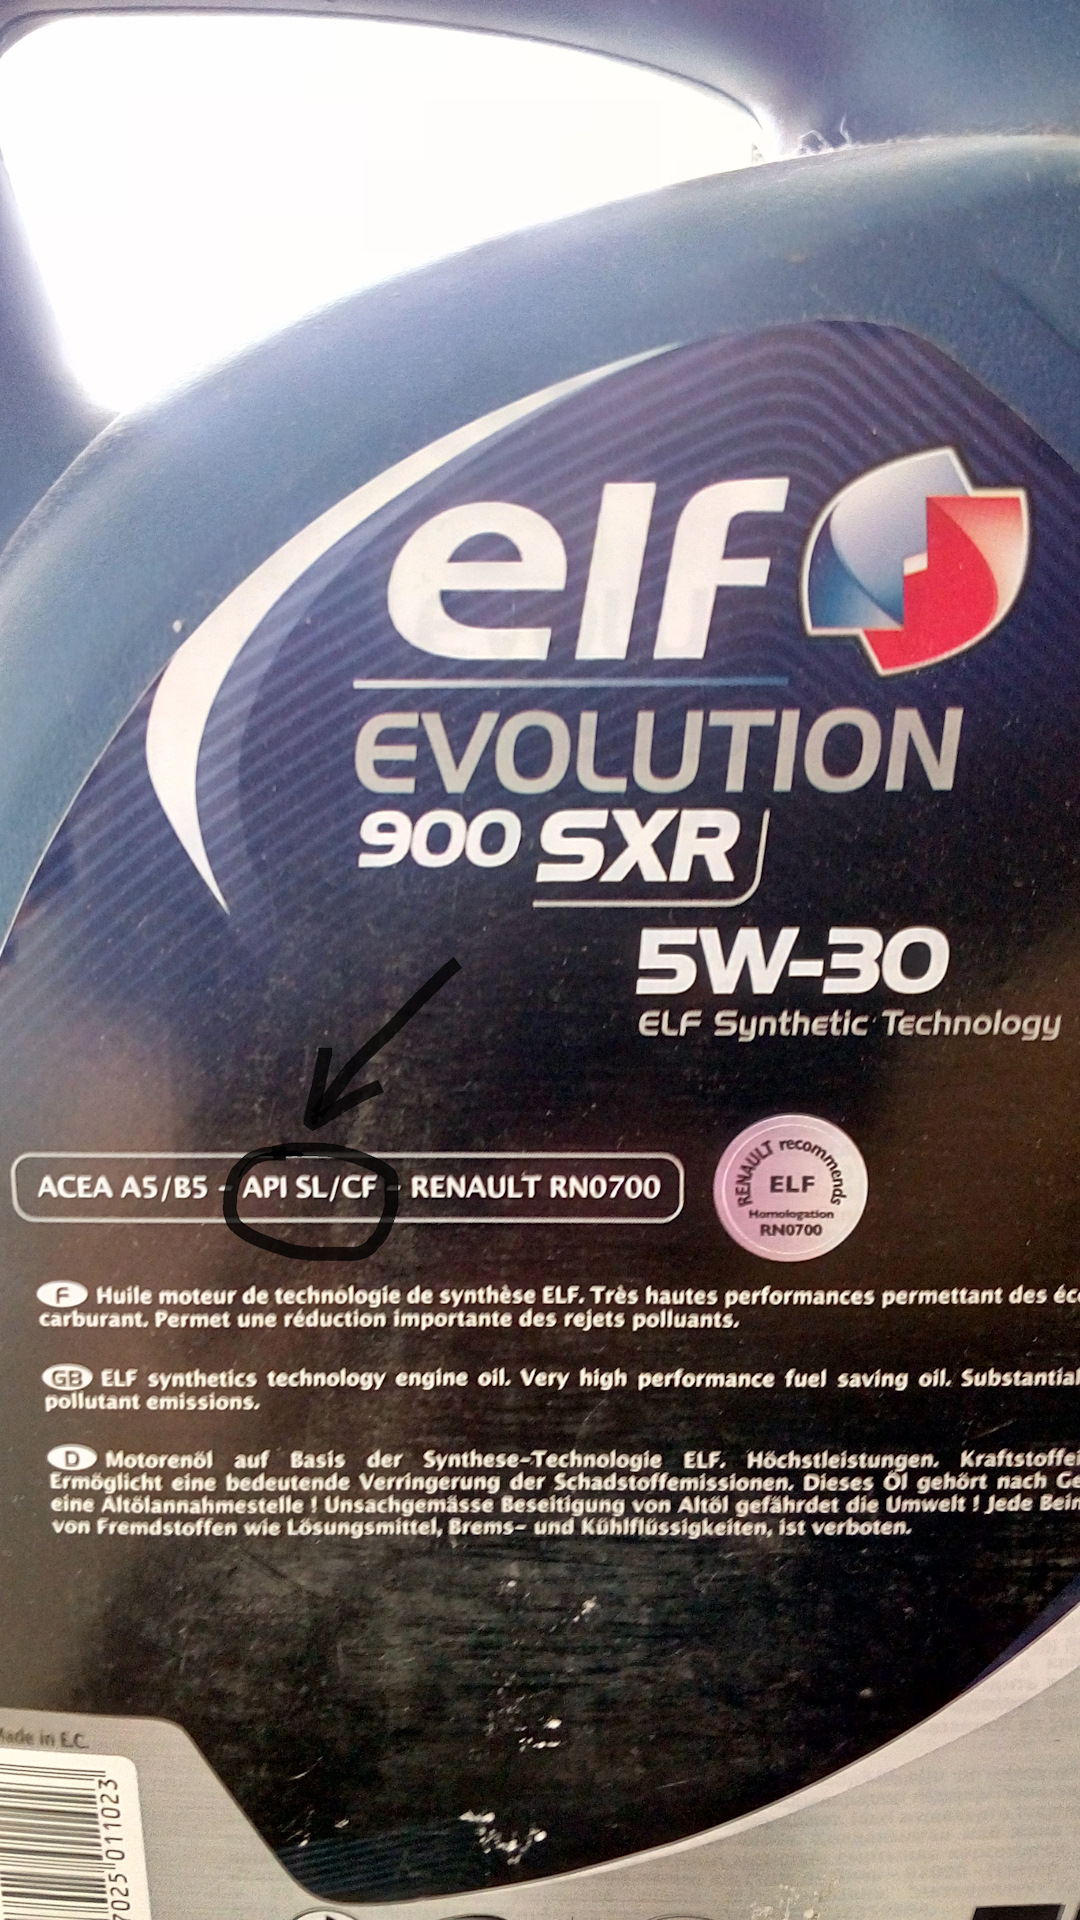 elf
EVOLUTION
900 SXR
5W-30
ELF Synthetic Technology
ACEA A5/B5 - API SL/CF - RENAULT RN0700
RENAULT recommends
ELF
Homologation
RN0700
F Huile moteur de technologie de synthèse ELF. Très hautes performances permettant des
carburant. Permet une réduction importante des rejets polluants.
GB ELF synthetics technology engine oil. Very high performance fuel saving oil. Substantial
pollutant emissions.
D Motorenöl auf Basis der Synthese-Technologie ELF. Höchstleistungen.
Ermöglicht eine bedeutende Verringerung der Schadstoffemissionen. Dieses Öl gehört nach
eine Altölannahmestelle ! Unsachgemässe Beseitigung von Altöl gefährdet die Umwelt ! Jede
von Fremdstoffen wie Lösungsmittel, Brems- und Kühlflüssigkeiten, ist verboten.
Made in E.C.
7025 011023